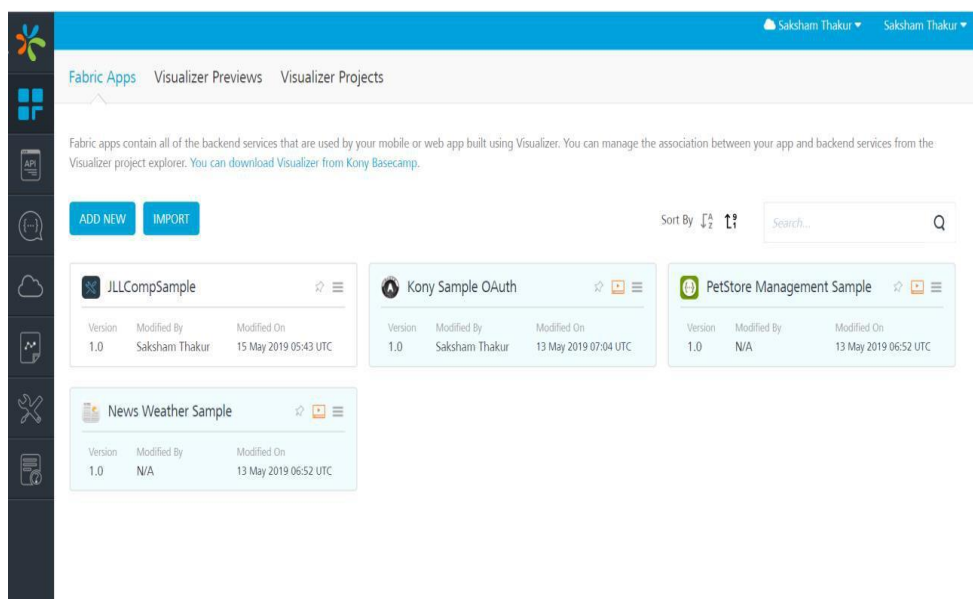 Saksham Thakur Saksham Thakur
Fabric Apps Visualizer Previews Visualizer Projects
Fabric apps contain all of the backend services that are used by your mobile or web app built using Visualizer. You can manage the association between your app and backend services from the
Visualizer project explorer. You can download Visualizer from Kony Basecamp.
ADD NEW IMPORT Sort By A Z 9 1 Search...
API
JLLCompSample
Version Modified By Modified On
1.0 Saksham Thakur 15 May 2019 05:43 UTC
Kony Sample OAuth
Version Modified By Modified On
1.0 Saksham Thakur 13 May 2019 07:04 UTC
PetStore Management Sample
Version Modified By Modified On
1.0 N/A 13 May 2019 06:52 UTC
News Weather Sample
Version Modified By Modified On
1.0 N/A 13 May 2019 06:52 UTC